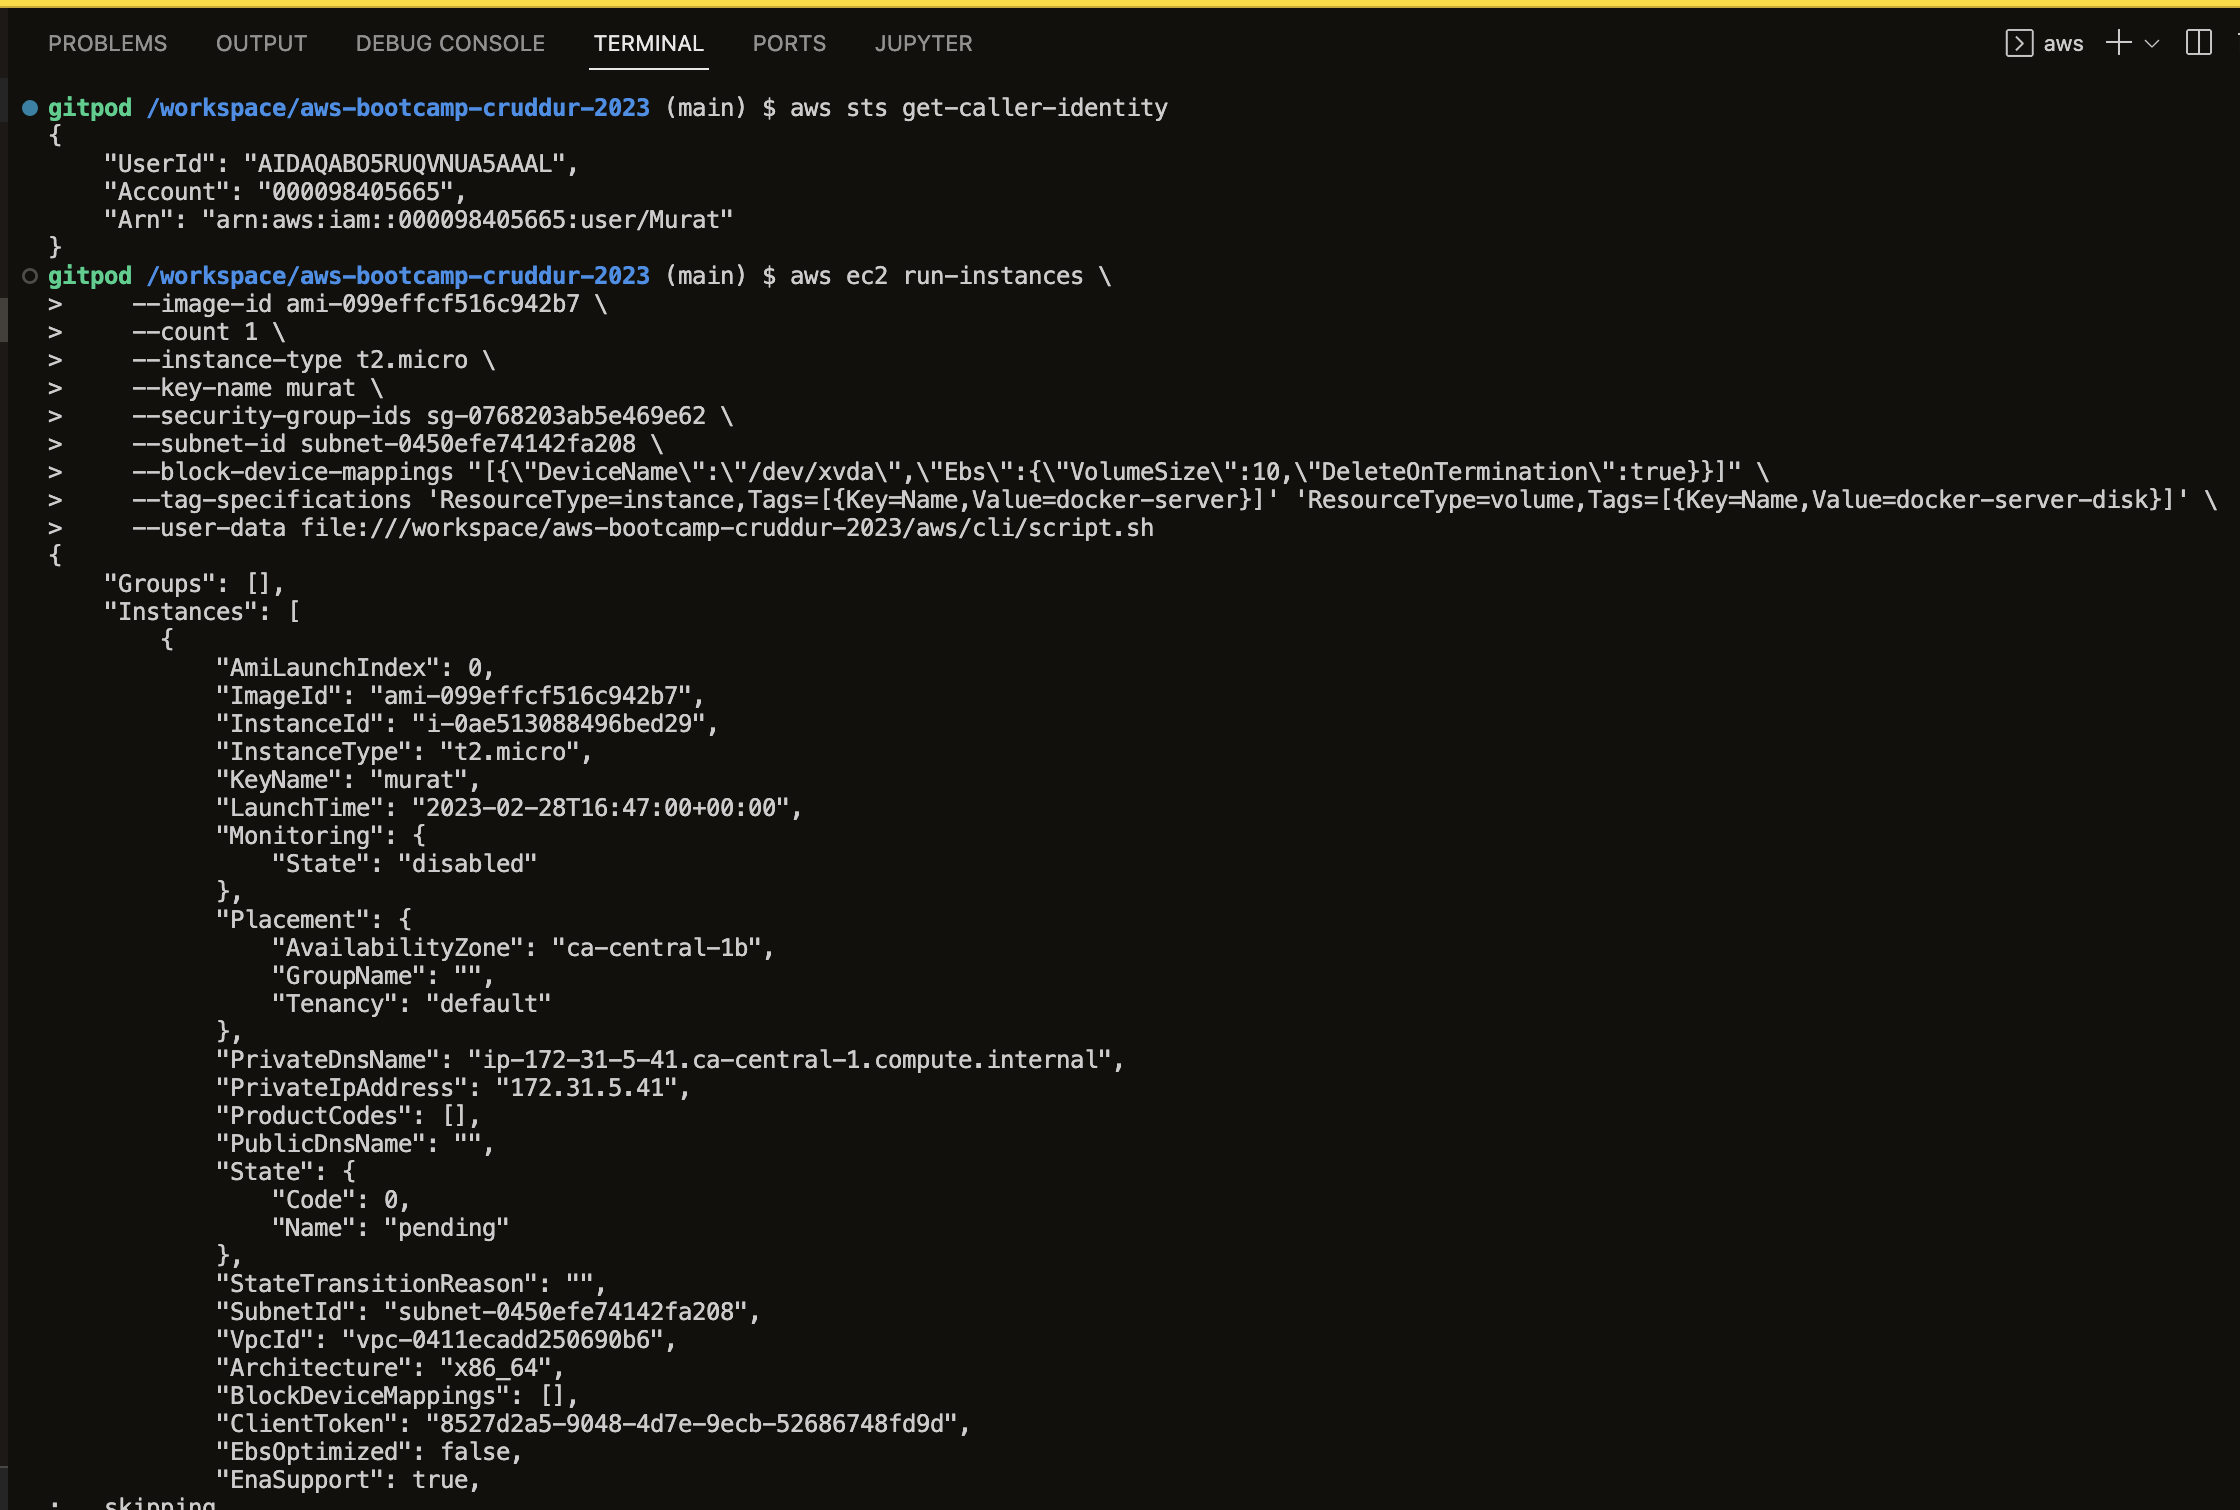 PROBLEMS OUTPUT DEBUG CONSOLE TERMINAL PORTS JUPYTER aws
gitpod /workspace/aws-bootcamp-cruddur-2023 (main) $ aws sts get-caller-identity
{
    "UserId": "AIDAQABO5RUQVNUA5AAAL",
    "Account": "000098405665",
    "Arn": "arn:aws:iam::000098405665:user/Murat"
}
gitpod /workspace/aws-bootcamp-cruddur-2023 (main) $ aws ec2 run-instances \
>     --image-id ami-099effcf516c942b7 \
>     --count 1 \
>     --instance-type t2.micro \
>     --key-name murat \
>     --security-group-ids sg-0768203ab5e469e62 \
>     --subnet-id subnet-0450efe74142fa208 \
>     --block-device-mappings "[{\"DeviceName\":\"/dev/xvda\",\"Ebs\":{\"VolumeSize\":10,\"DeleteOnTermination\":true}}]" \
>     --tag-specifications 'ResourceType=instance,Tags=[{Key=Name,Value=docker-server}]' 'ResourceType=volume,Tags=[{Key=Name,Value=docker-server-disk}]' \
>     --user-data file:///workspace/aws-bootcamp-cruddur-2023/aws/cli/script.sh
{
    "Groups": [],
    "Instances": [
        {
            "AmiLaunchIndex": 0,
            "ImageId": "ami-099effcf516c942b7",
            "InstanceId": "i-0ae513088496bed29",
            "InstanceType": "t2.micro",
            "KeyName": "murat",
            "LaunchTime": "2023-02-28T16:47:00+00:00",
            "Monitoring": {
                "State": "disabled"
            },
            "Placement": {
                "AvailabilityZone": "ca-central-1b",
                "GroupName": "",
                "Tenancy": "default"
            },
            "PrivateDnsName": "ip-172-31-5-41.ca-central-1.compute.internal",
            "PrivateIpAddress": "172.31.5.41",
            "ProductCodes": [],
            "PublicDnsName": "",
            "State": {
                "Code": 0,
                "Name": "pending"
            },
            "StateTransitionReason": "",
            "SubnetId": "subnet-0450efe74142fa208",
            "VpcId": "vpc-0411ecadd250690b6",
            "Architecture": "x86_64",
            "BlockDeviceMappings": [],
            "ClientToken": "8527d2a5-9048-4d7e-9ecb-52686748fd9d",
            "EbsOptimized": false,
            "EnaSupport": true,
: skipping